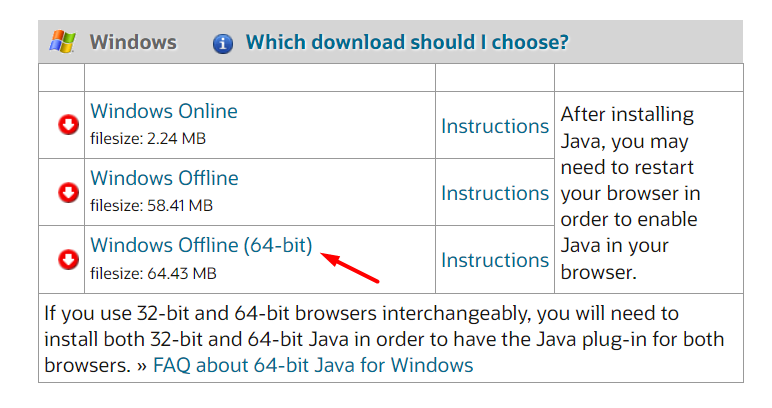 Windows Which download should I choose?
Windows Online
filesize: 2.24 MB
Instructions
Windows Offline
filesize: 58.41 MB
Instructions
Windows Offline (64-bit)
filesize: 64.43 MB
Instructions
After installing
Java, you may
need to restart
your browser in
order to enable
Java in your
browser.
If you use 32-bit and 64-bit browsers interchangeably, you will need to
install both 32-bit and 64-bit Java in order to have the Java plug-in for both
browsers. » FAQ about 64-bit Java for Windows